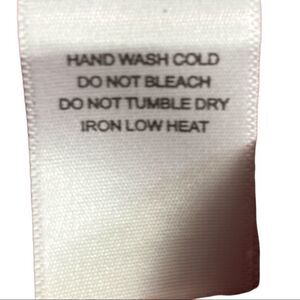 HAND WASH COLD
DO NOT BLEACH
DO NOT TUMBLE DRY
IRON LOW HEAT